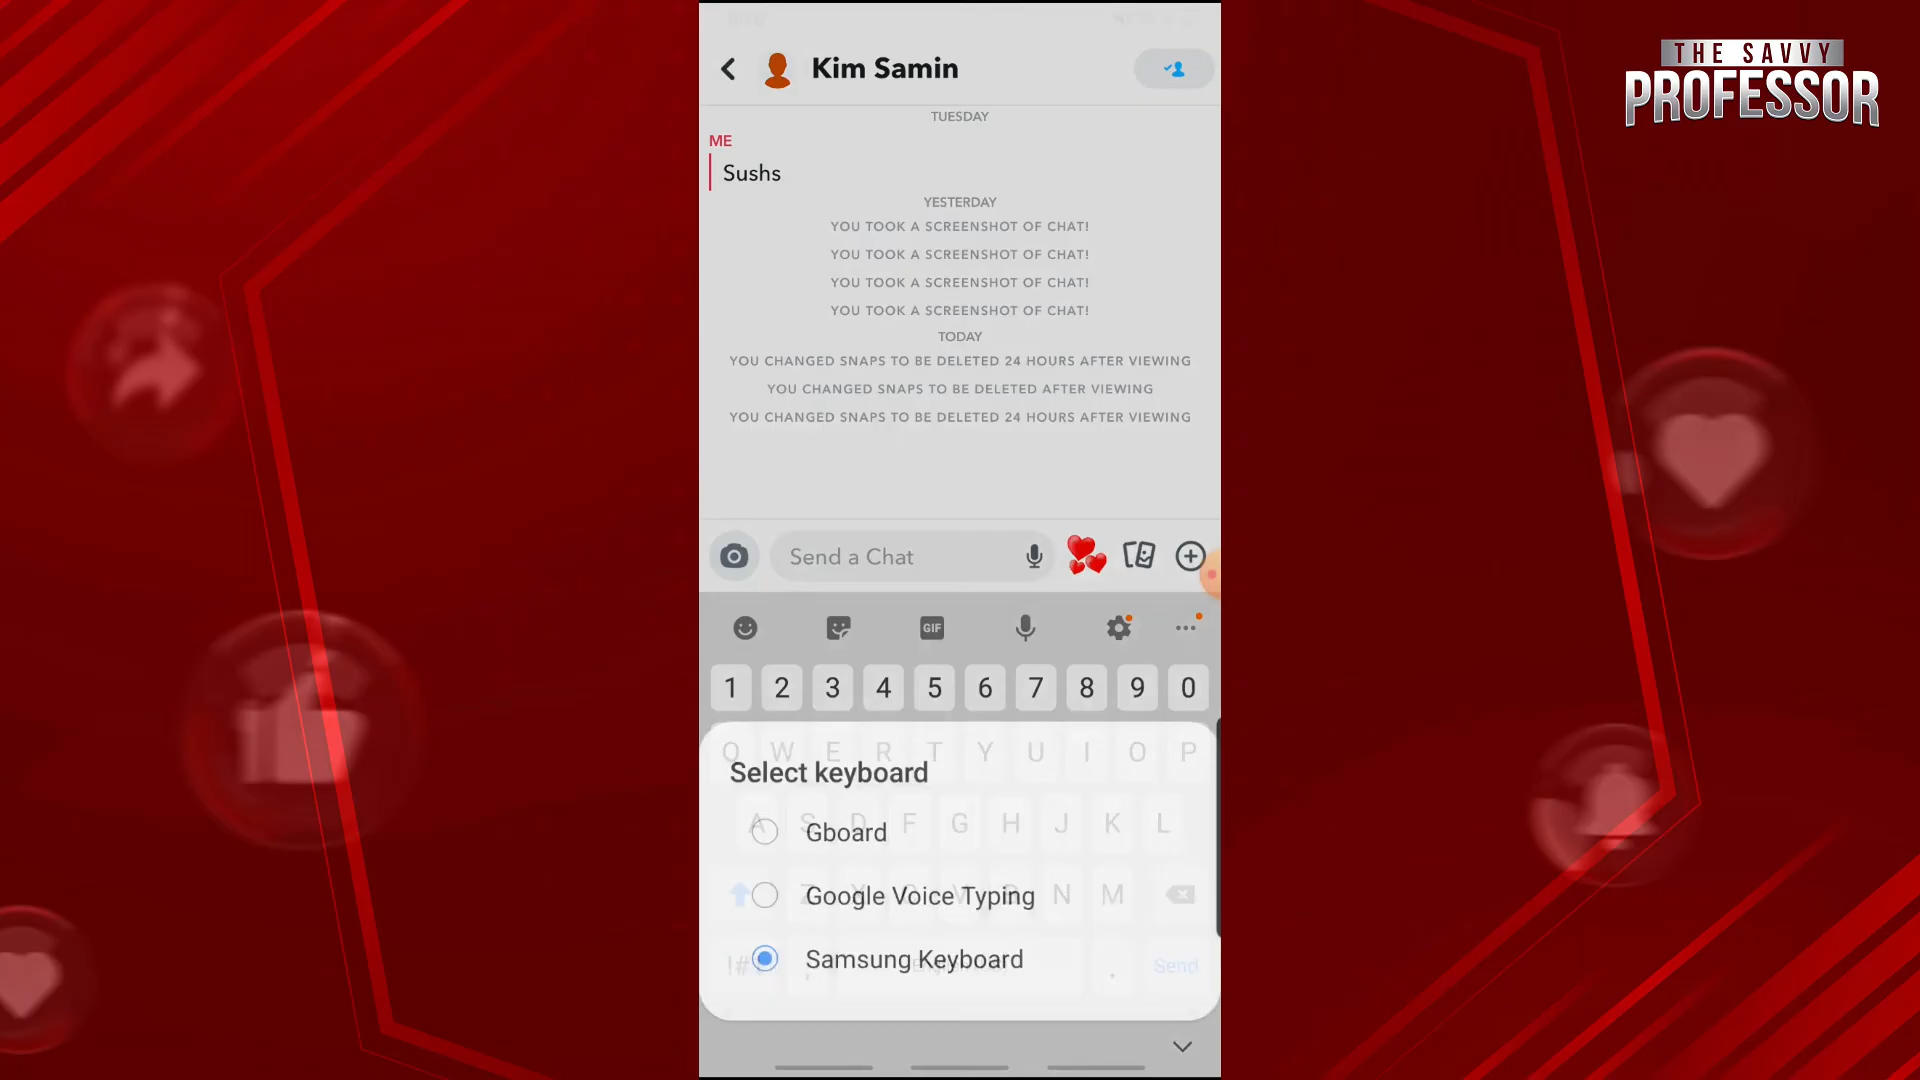 THE SAVVY
PROFESSOR
Kim Samin
TUESDAY
ME
Sushs
YESTERDAY
YOU TOOK A SCREENSHOT OF CHAT!
YOU TOOK A SCREENSHOT OF CHAT!
YOU TOOK A SCREENSHOT OF CHAT!
YOU TOOK A SCREENSHOT OF CHAT!
TODAY
YOU CHANGED SNAPS TO BE DELETED 24 HOURS AFTER VIEWING
YOU CHANGED SNAPS TO BE DELETED AFTER VIEWING
YOU CHANGED SNAPS TO BE DELETED 24 HOURS AFTER VIEWING
Send a Chat
GIF
1 2 3 4 5 6 7 8 9 0
Q W E R T Y U I O P
Select keyboard
A S D F G H J K L
Gboard
Z X C V B N M
Google Voice Typing
!#
, . Send
Samsung Keyboard